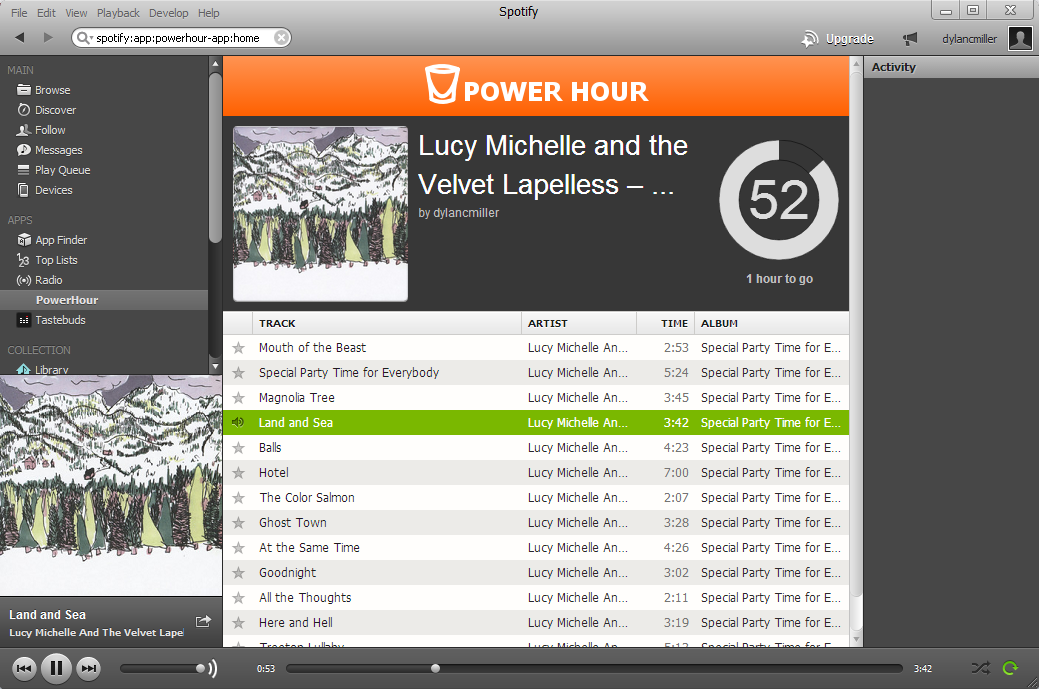 File Edit View Playback Develop Help
Spotify
spotify:app:powerhour-app:home
Upgrade
dylancmiller
MAIN
Browse
Discover
Follow
Messages
Play Queue
Devices
APPS
App Finder
Top Lists
Radio
PowerHour
Tastebuds
COLLECTION
Library
Land and Sea
Lucy Michelle And The Velvet Lape
POWER HOUR
Lucy Michelle and the
Velvet Lapelless – ...
by dylancmiller
52
1 hour to go
TRACK ARTIST TIME ALBUM
Mouth of the Beast Lucy Michelle An... 2:53 Special Party Time for E...
Special Party Time for Everybody Lucy Michelle An... 5:24 Special Party Time for E...
Magnolia Tree Lucy Michelle An... 3:45 Special Party Time for E...
Land and Sea Lucy Michelle An... 3:42 Special Party Time for E...
Balls Lucy Michelle An... 4:23 Special Party Time for E...
Hotel Lucy Michelle An... 7:00 Special Party Time for E...
The Color Salmon Lucy Michelle An... 2:07 Special Party Time for E...
Ghost Town Lucy Michelle An... 3:28 Special Party Time for E...
At the Same Time Lucy Michelle An... 4:26 Special Party Time for E...
Goodnight Lucy Michelle An... 3:02 Special Party Time for E...
All the Thoughts Lucy Michelle An... 2:11 Special Party Time for E...
Here and Hell Lucy Michelle An... 3:19 Special Party Time for E...
Treetop Lullaby Lucy Michelle An... Special Party Time for E...
Activity
0:53
3:42